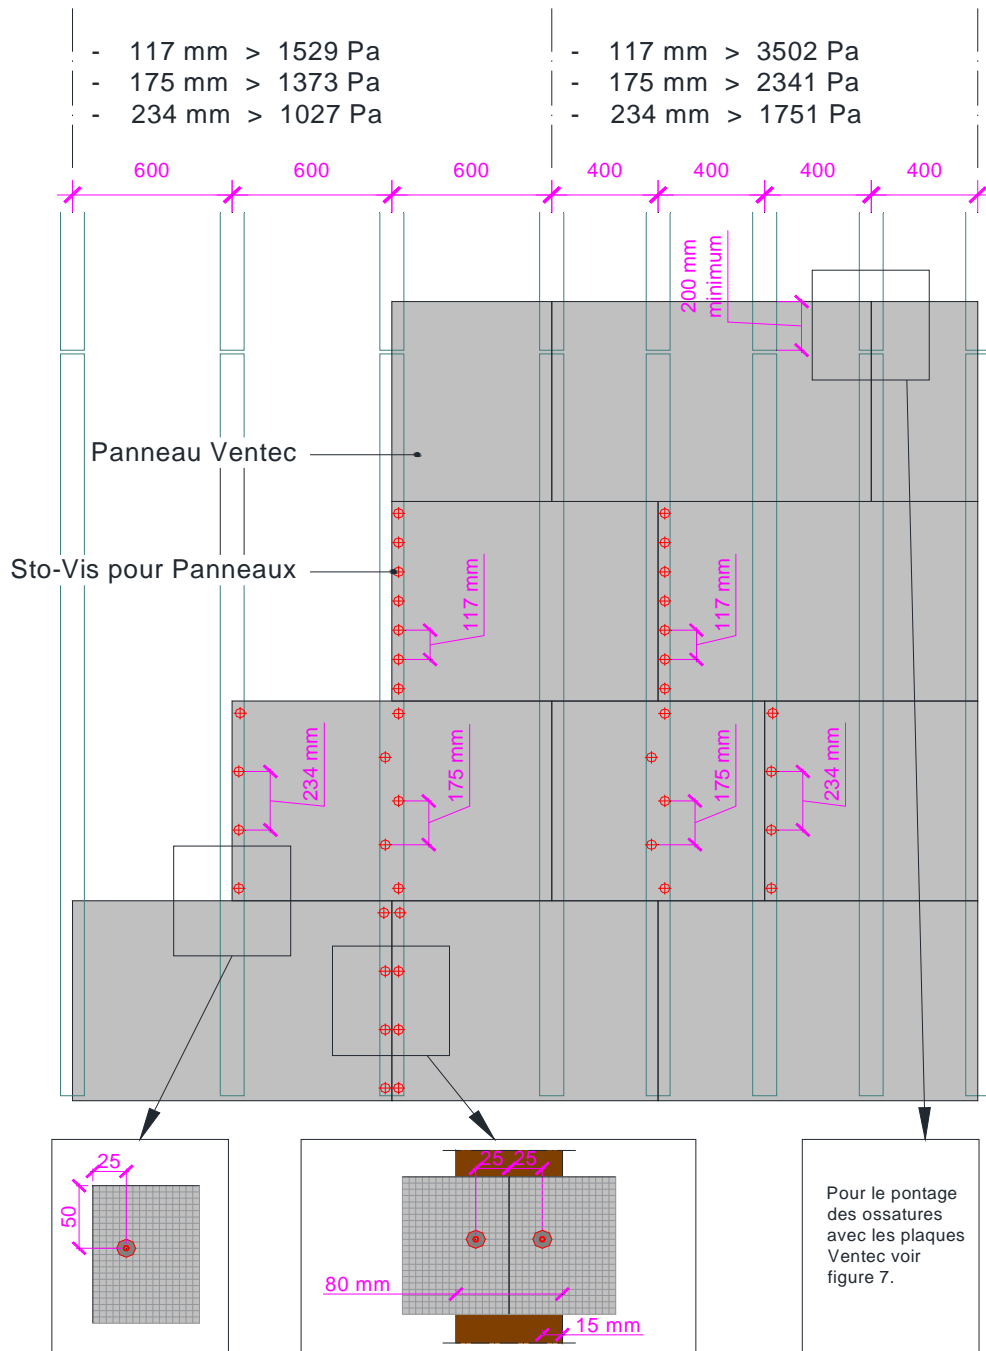 - 117 mm > 1529 Pa
- 175 mm > 1373 Pa
- 234 mm > 1027 Pa
- 117 mm > 3502 Pa
- 175 mm > 2341 Pa
- 234 mm > 1751 Pa
600
600
600
400
400
400
400
200 mm
minimum
Panneau Ventec
Sto-Vis pour Panneaux
117 mm
117 mm
234 mm
175 mm
175 mm
234 mm
25
50
25
25
80 mm
15 mm
Pour le pontage
des ossatures
avec les plaques
Ventec voir
figure 7.